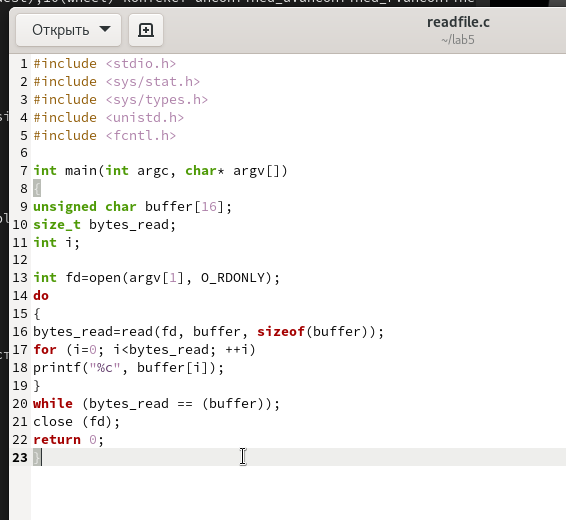 Открыть
readfile.c
~/lab5
1 #include <stdio.h>
2 #include <sys/stat.h>
3 #include <sys/types.h>
4 #include <unistd.h>
5 #include <fcntl.h>
6
7 int main(int argc, char* argv[])
8 {
9 unsigned char buffer[16];
10 size_t bytes_read;
11 int i;
12
13 int fd=open(argv[1], O_RDONLY);
14 do
15 {
16 bytes_read=read(fd, buffer, sizeof(buffer));
17 for (i=0; i<bytes_read; ++i)
18 printf("%c", buffer[i]);
19 }
20 while (bytes_read == (buffer));
21 close (fd);
22 return 0;
23 }